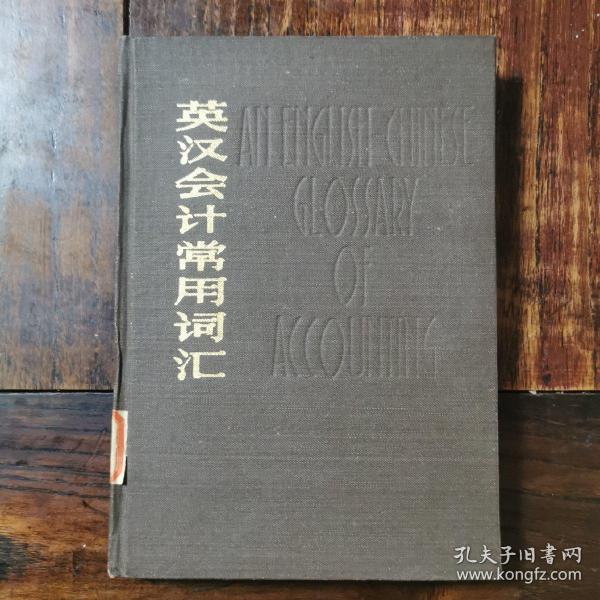 英汉会计常用词汇
AN ENGLISH CHINESE
GLOSSARY
OF
ACCOUNTING
孔夫子旧书网
www.kongfz.com